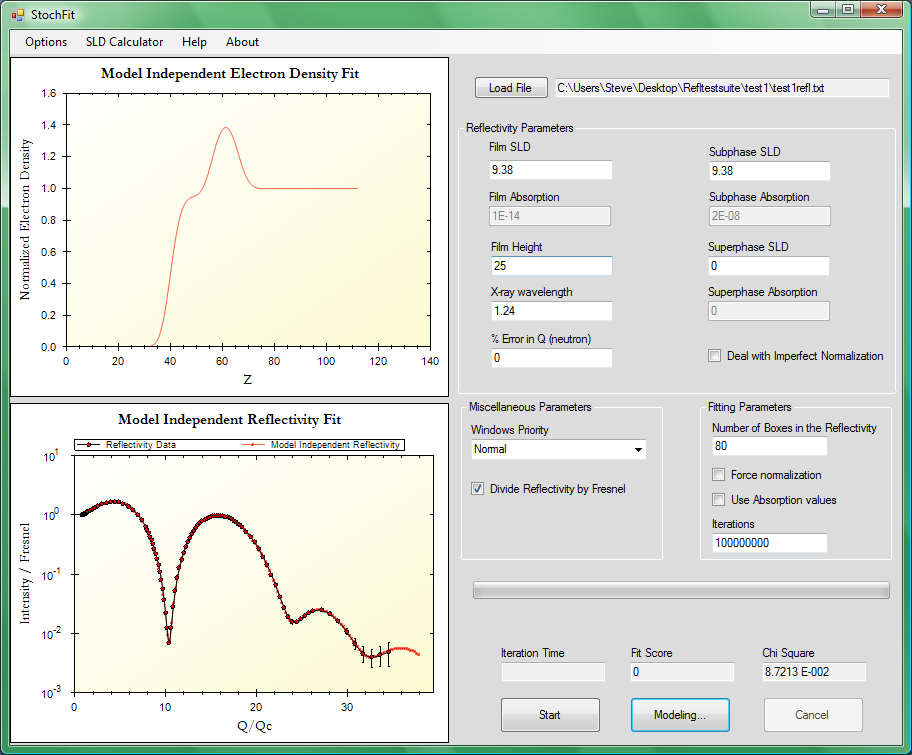 StochFit
Options SLD Calculator Help About
Model Independent Electron Density Fit
Normalized Electron Density
1.6
1.4
1.2
1.0
0.8
0.6
0.4
0.2
0.0
0 20 40 60 80 100 120 140
Z
Model Independent Reflectivity Fit
Reflectivity Data Model Independent Reflectivity
Intensity / Fresnel
10^1
10^0
10^-1
10^-2
10^-3
0 10 20 30
Q/Qc
Load File C:\Users\Steve\Desktop\Refltestsuite\test1\test1refl.txt
Reflectivity Parameters
Film SLD
9.38
Subphase SLD
9.38
Film Absorption
1E-14
Subphase Absorption
2E-08
Film Height
25
Superphase SLD
0
X-ray wavelength
1.24
Superphase Absorption
0
% Error in Q (neutron)
0
Deal with Imperfect Normalization
Miscellaneous Parameters
Windows Priority
Normal
Divide Reflectivity by Fresnel
Fitting Parameters
Number of Boxes in the Reflectivity
80
Force normalization
Use Absorption values
Iterations
100000000
Iteration Time Fit Score Chi Square
0 8.7213 E-002
Start Modeling... Cancel